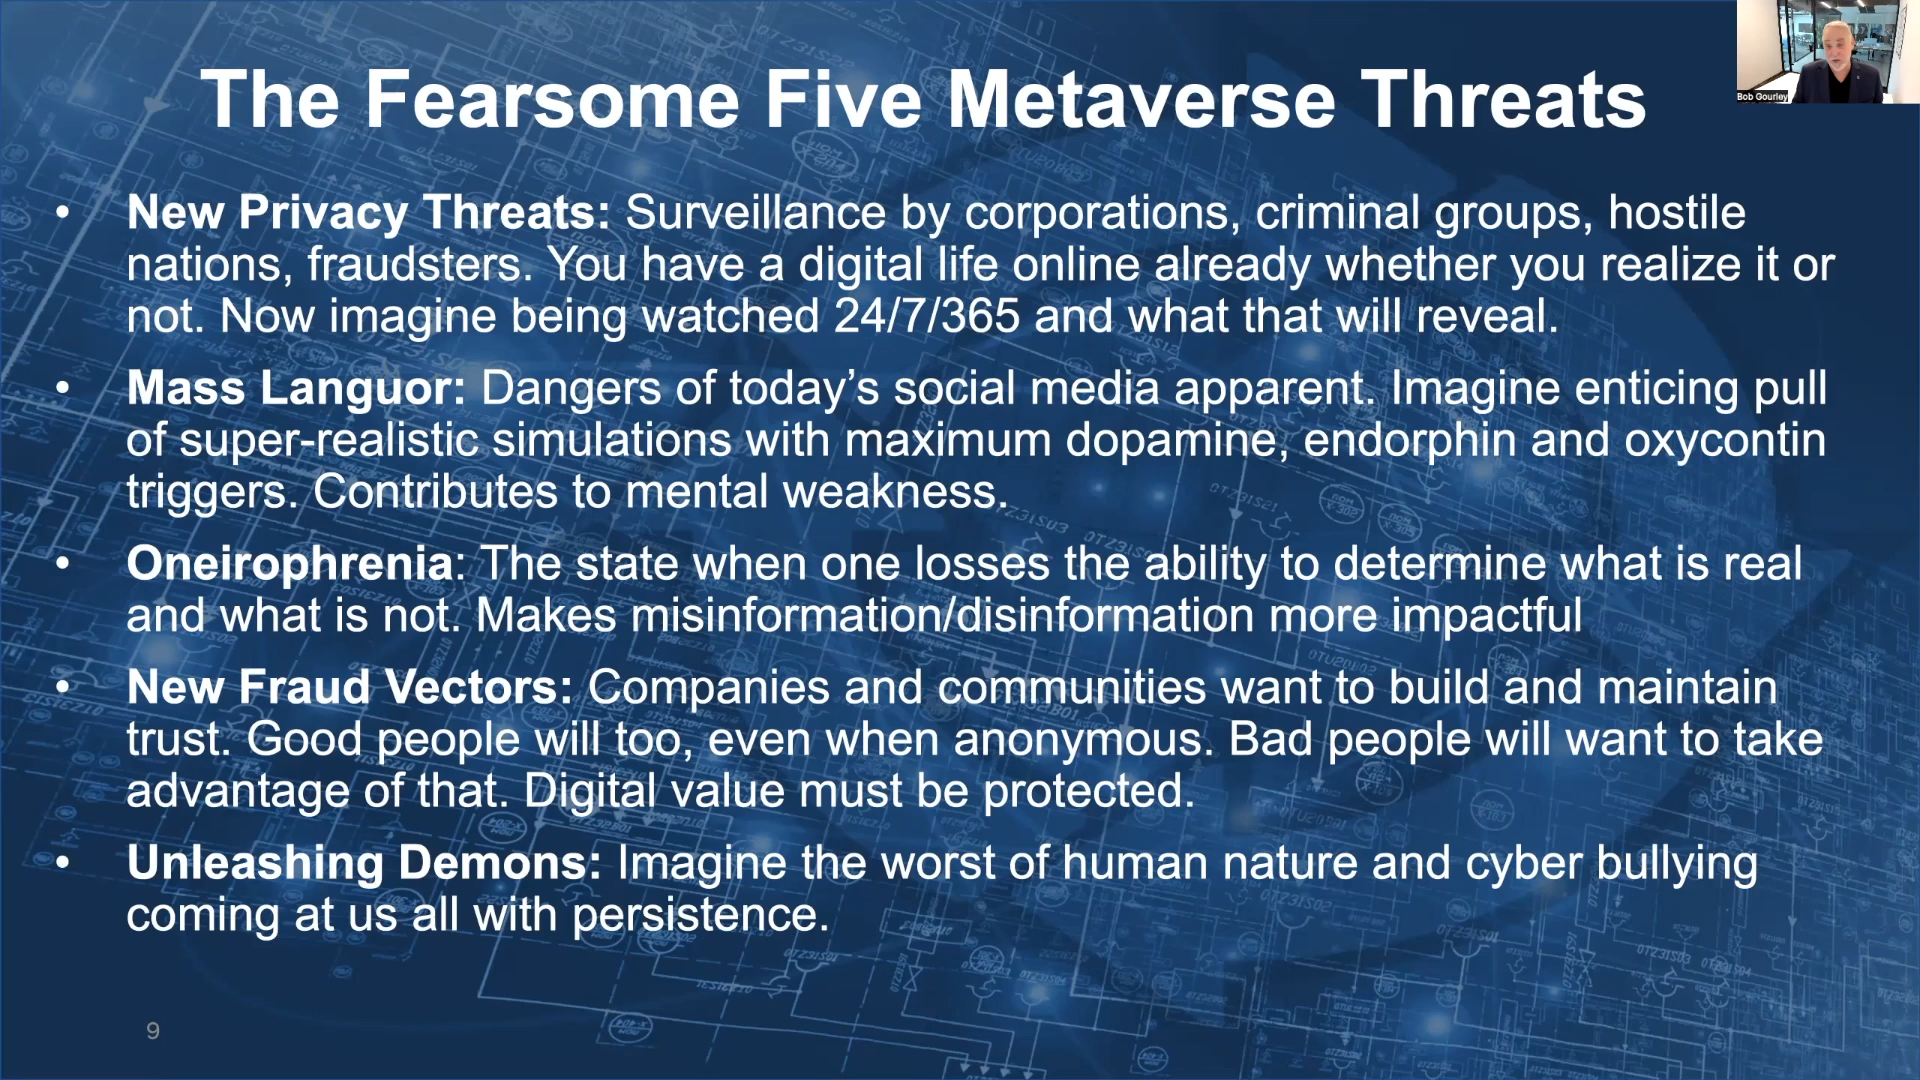 The Fearsome Five Metaverse Threats
Bob Gourley
• New Privacy Threats: Surveillance by corporations, criminal groups, hostile
nations, fraudsters. You have a digital life online already whether you realize it or
not. Now imagine being watched 24/7/365 and what that will reveal.
• Mass Languor: Dangers of today’s social media apparent. Imagine enticing pull
of super-realistic simulations with maximum dopamine, endorphin and oxycontin
triggers. Contributes to mental weakness.
• Oneirophrenia: The state when one losses the ability to determine what is real
and what is not. Makes misinformation/disinformation more impactful
• New Fraud Vectors: Companies and communities want to build and maintain
trust. Good people will too, even when anonymous. Bad people will want to take
advantage of that. Digital value must be protected.
• Unleashing Demons: Imagine the worst of human nature and cyber bullying
coming at us all with persistence.
9